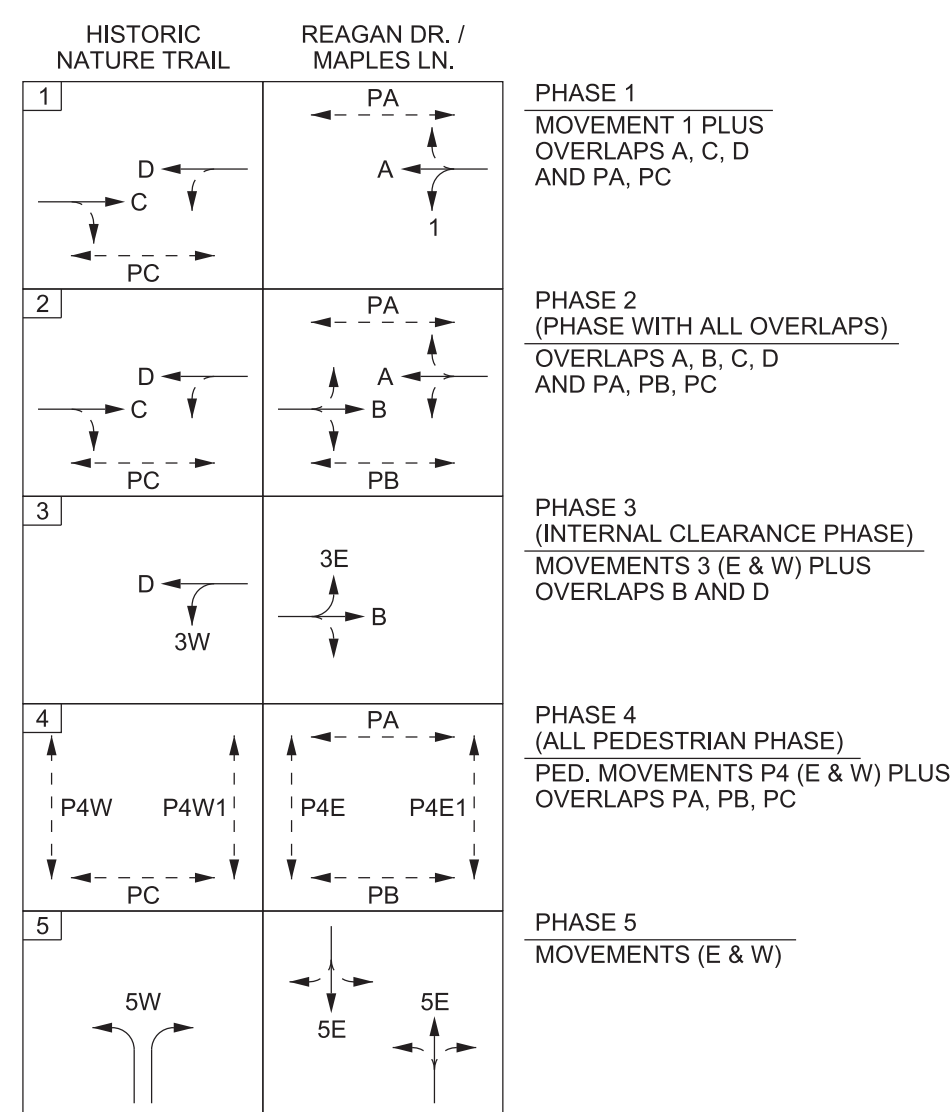 HISTORIC
NATURE TRAIL
REAGAN DR. /
MAPLES LN.
1
D
C
PC
PA
A
1
PHASE 1
MOVEMENT 1 PLUS
OVERLAPS A, C, D
AND PA, PC
2
D
C
PC
PA
A
B
PB
PHASE 2
(PHASE WITH ALL OVERLAPS)
OVERLAPS A, B, C, D
AND PA, PB, PC
3
D
3W
3E
B
PHASE 3
(INTERNAL CLEARANCE PHASE)
MOVEMENTS 3 (E & W) PLUS
OVERLAPS B AND D
4
P4W P4W1
PC
PA
P4E P4E1
PB
PHASE 4
(ALL PEDESTRIAN PHASE)
PED. MOVEMENTS P4 (E & W) PLUS
OVERLAPS PA, PB, PC
5
5W
5E
5E
PHASE 5
MOVEMENTS (E & W)